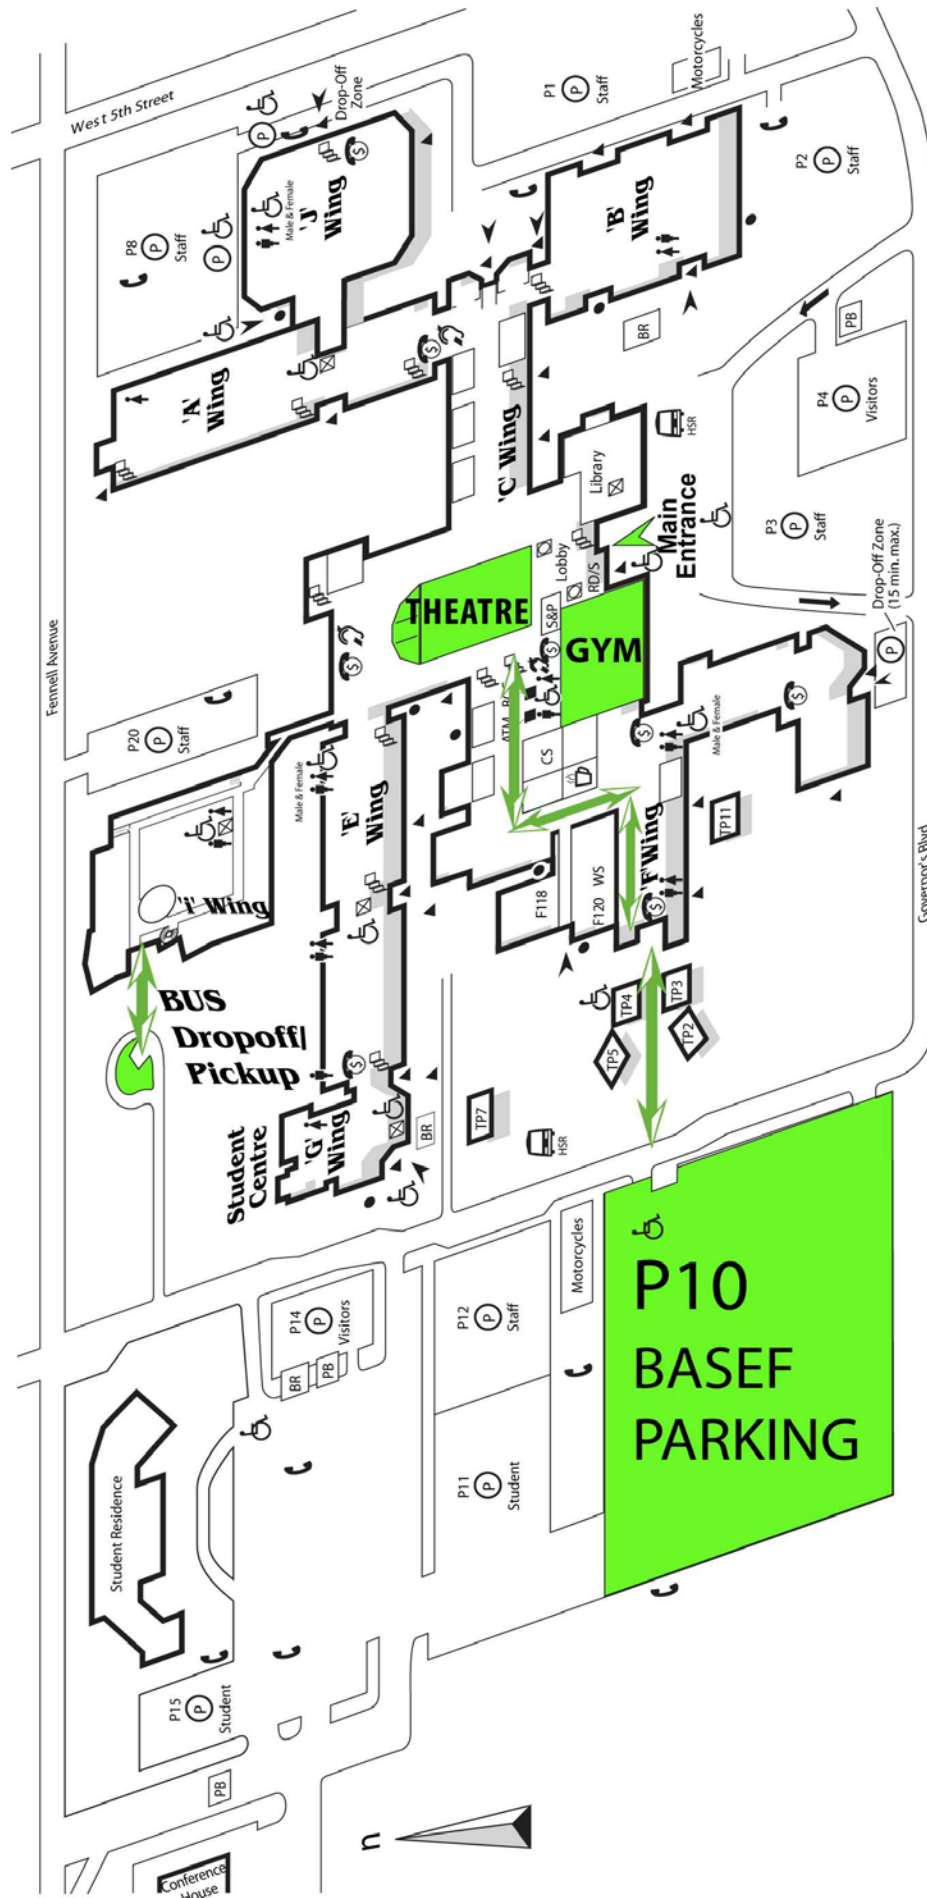 West 5th Street
Drop-Off
Zone
P1
P
Staff
Motorcycles
P2
P
Staff
P8
P
Staff
P
P
Male & Female
'J'
Wing
'B'
Wing
BR
'A'
Wing
'C' Wing
PB
P4
P
Visitors
HSR
Library
Main
Entrance
P3
P
Staff
Drop-Off Zone
(15 min. max.)
P
Lobby
RD/S
S&P
THEATRE
GYM
Fennell Avenue
P20
P
Staff
Male & Female
'E'
Wing
ATM
CS
Male & Female
TP11
'F' Wing
F118
F120
WS
Governor's Blvd
'i' Wing
BUS
Dropoff/
Pickup
TP4
TP3
TP5
TP2
TP7
HSR
Student
Centre
'G'
Wing
BR
P14
P
Visitors
BR
PB
P12
P
Staff
Motorcycles
P10
BASEF
PARKING
P11
P
Student
Student Residence
P15
P
Student
PB
n
Conference
House